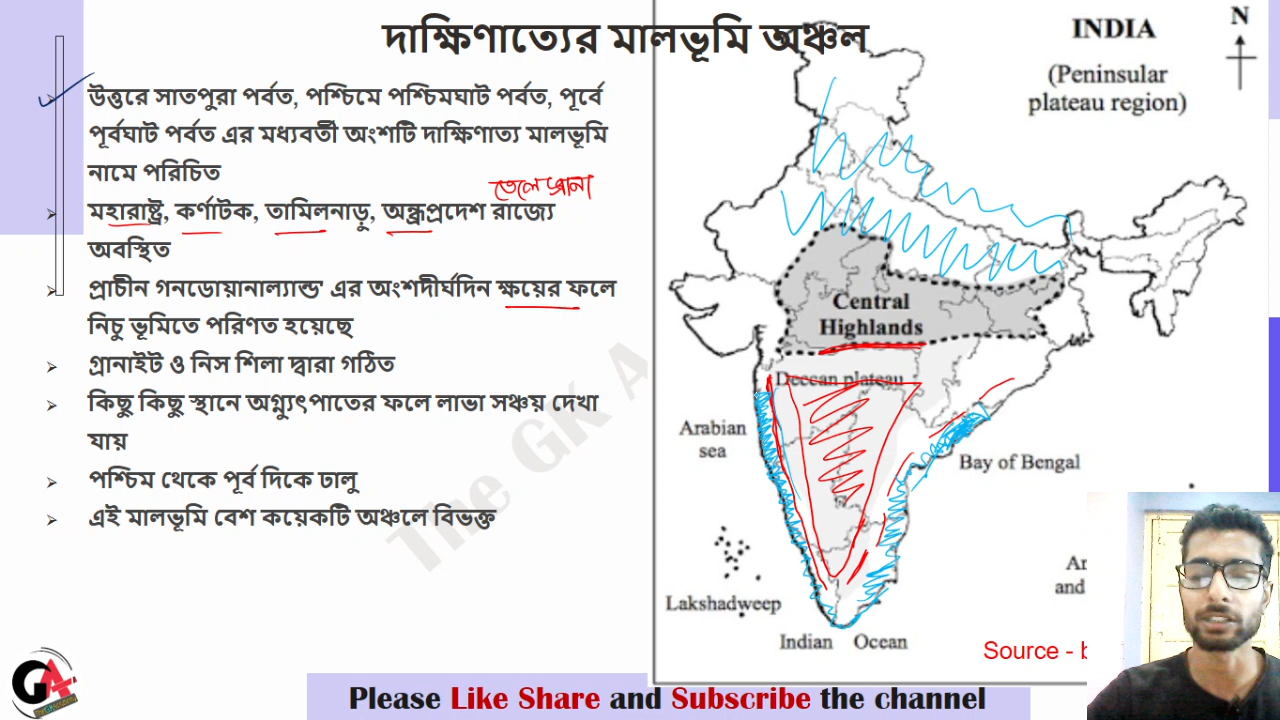 দাক্ষিণাত্যের মালভূমি অঞ্চল
উত্তরে সাতপুরা পর্বত, পশ্চিমে পশ্চিমঘাট পর্বত, পূর্বে
পূর্বঘাট পর্বত এর মধ্যবর্তী অংশটি দাক্ষিণাত্য মালভূমি
নামে পরিচিত
মহারাষ্ট্র, কর্ণাটক, তামিলনাড়ু, অন্ধ্রপ্রদেশ রাজ্যে
অবস্থিত
প্রাচীন গনডোয়ানাল্যান্ড' এর অংশদীর্ঘদিন ক্ষয়ের ফলে
নিচু ভূমিতে পরিণত হয়েছে
গ্রানাইট ও নিস শিলা দ্বারা গঠিত
কিছু কিছু স্থানে অগ্ন্যুৎপাতের ফলে লাভা সঞ্চয় দেখা
যায়
পশ্চিম থেকে পূর্ব দিকে ঢালু
এই মালভূমি বেশ কয়েকটি অঞ্চলে বিভক্ত
The GK A
INDIA
(Peninsular
plateau region)
N
Central
Highlands
Deccan plateau
Arabian
sea
Bay of Bengal
Lakshadweep
Indian Ocean
and
Source -
GA
Please Like Share and Subscribe the channel